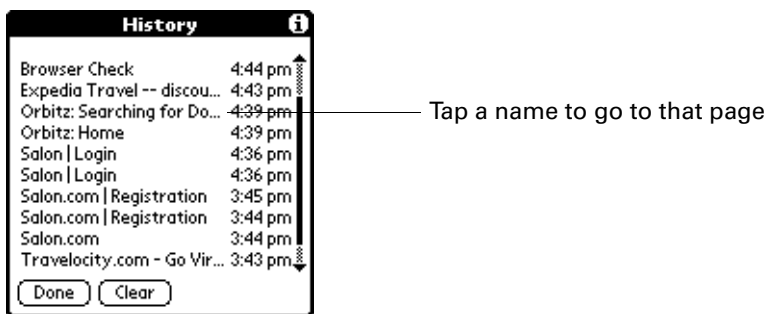 History
Browser Check 4:44 pm
Expedia Travel -- discou... 4:43 pm
Orbitz: Searching for Do... 4:39 pm
Orbitz: Home 4:39 pm
Salon | Login 4:36 pm
Salon | Login 4:36 pm
Salon.com | Registration 3:45 pm
Salon.com | Registration 3:44 pm
Salon.com 3:44 pm
Travelocity.com - Go Vir... 3:43 pm
Done Clear
Tap a name to go to that page